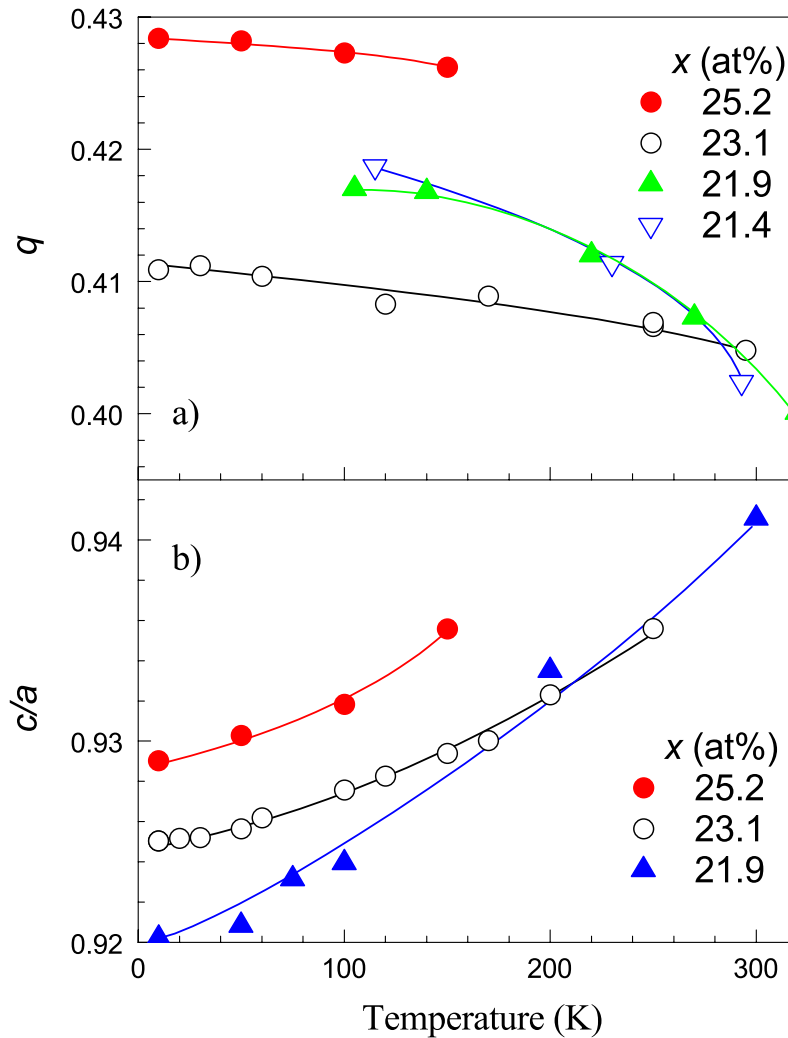 0.43
0.42
0.41
0.40
q
x (at%)
25.2
23.1
21.9
21.4
a)
0.94
0.93
0.92
c/a
b)
x (at%)
25.2
23.1
21.9
0 100 200 300
Temperature (K)